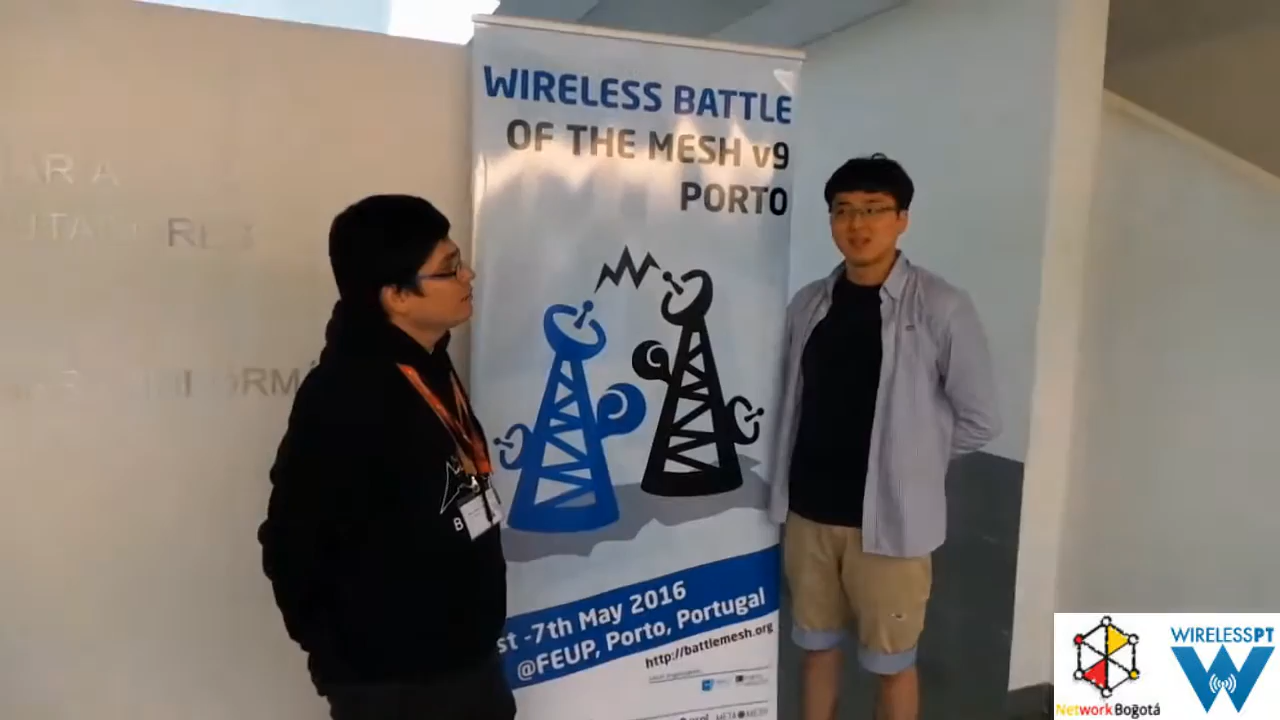 WIRELESS BATTLE
OF THE MESH v9
PORTO
st -7th May 2016
@FEUP, Porto, Portugal
http://battlemesh.org
B
NetworkBogotá
WIRELESSPT